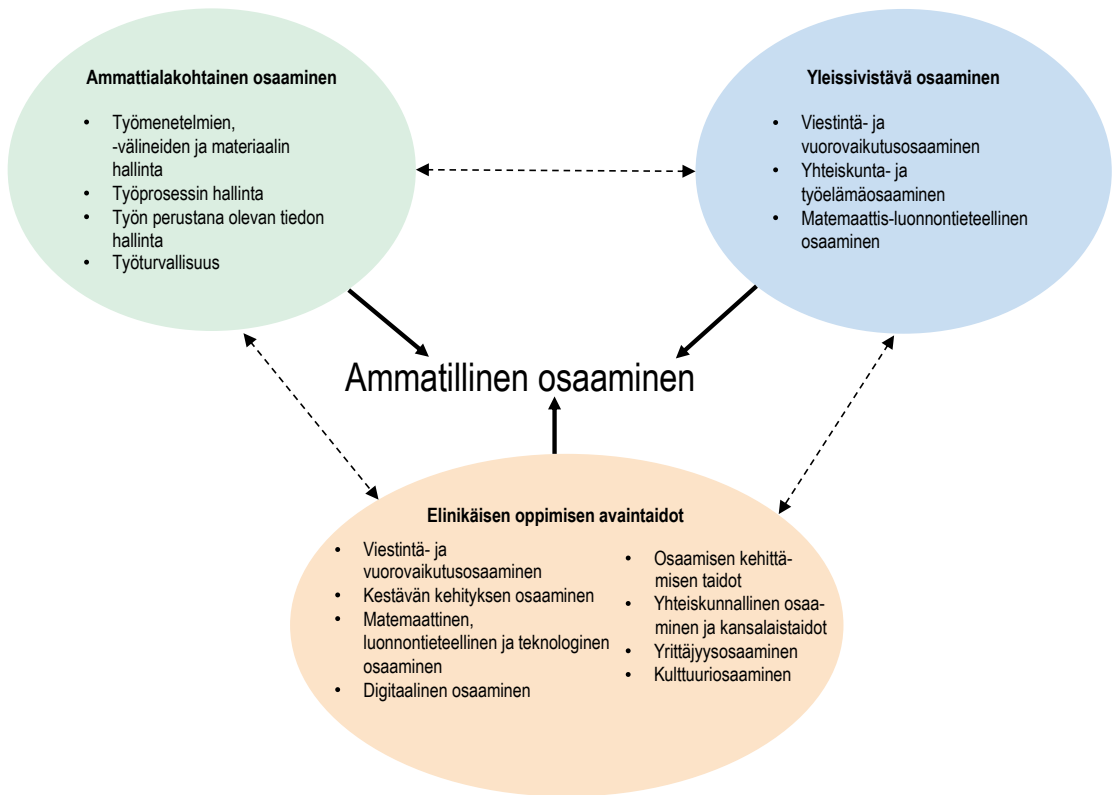 Ammattialakohtainen osaaminen
• Työmenetelmien,
-välineiden ja materiaalin
hallinta
• Työprosessin hallinta
• Työn perustana olevan tiedon
hallinta
• Työturvallisuus
Yleissivistävä osaaminen
• Viestintä- ja
vuorovaikutusosaaminen
• Yhteiskunta- ja
työelämäosaaminen
• Matemaattis-luonnontieteellinen
osaaminen
Ammatillinen osaaminen
Elinikäisen oppimisen avaintaidot
• Viestintä- ja
vuorovaikutusosaaminen
• Kestävän kehityksen osaaminen
• Matemaattinen,
luonnontieteellinen ja teknologinen
osaaminen
• Digitaalinen osaaminen
• Osaamisen kehittä-
misen taidot
• Yhteiskunnallinen osaa-
minen ja kansalaistaidot
• Yrittäjyysosaaminen
• Kulttuuriosaaminen